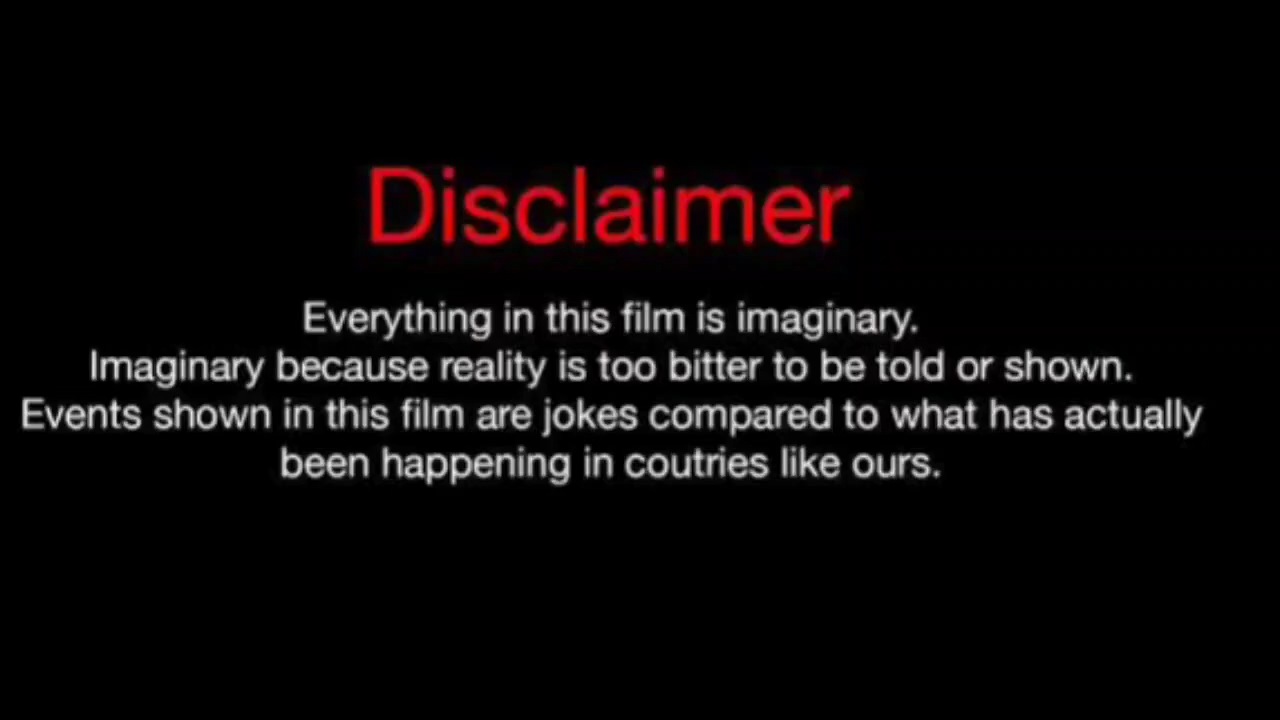 Disclaimer
Everything in this film is imaginary.
Imaginary because reality is too bitter to be told or shown.
Events shown in this film are jokes compared to what has actually
been happening in coutries like ours.